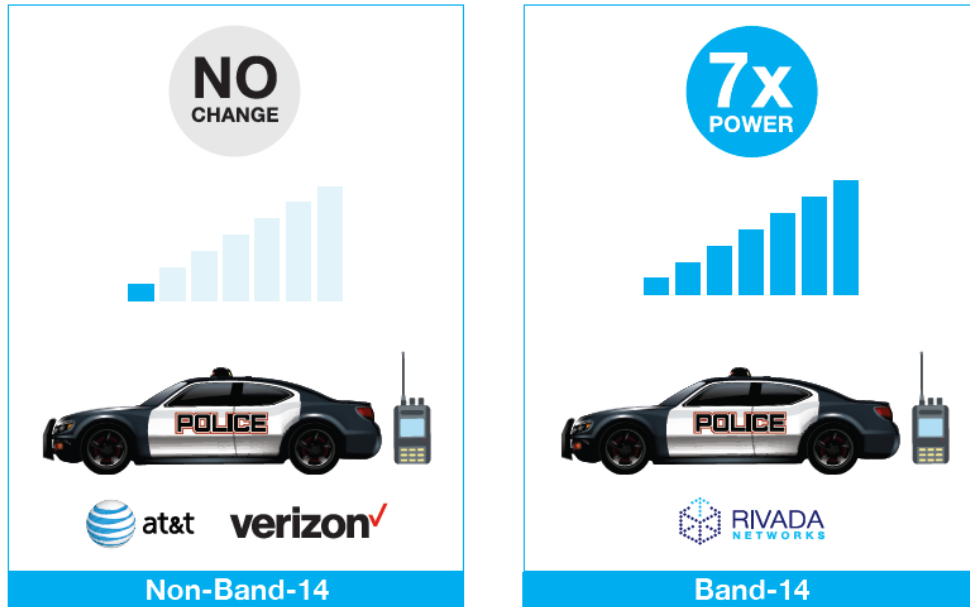 NO
CHANGE
POLICE
at&t
verizon
Non-Band-14
7x
POWER
POLICE
RIVADA
NETWORKS
Band-14